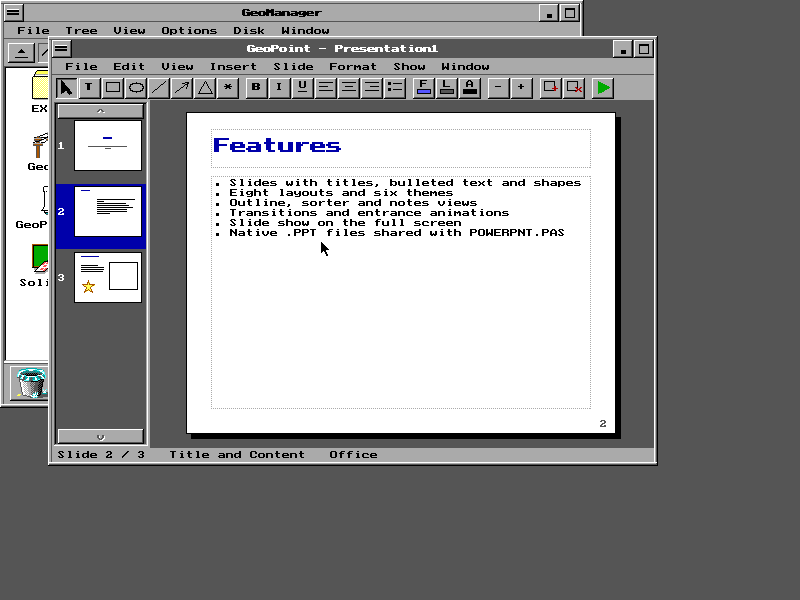 GeoManager
File Tree View Options Disk Window
GeoPoint - Presentation1
File Edit View Insert Slide Format Show Window
T B I U F L A - +
EX
Geo
GeoP
Soli
1
2
3
Features
. Slides with titles, bulleted text and shapes
. Eight layouts and six themes
. Outline, sorter and notes views
. Transitions and entrance animations
. Slide show on the full screen
. Native .PPT files shared with POWERPNT.PAS
2
Slide 2 / 3 Title and Content Office